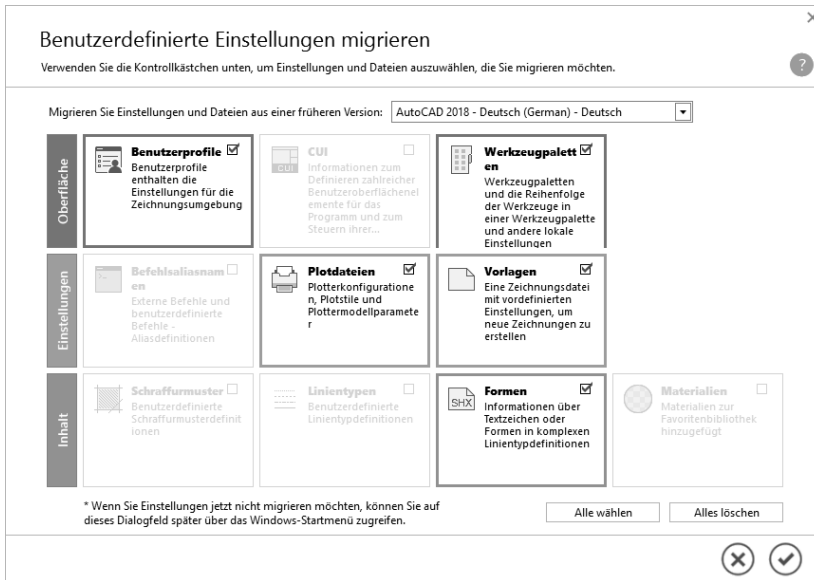 Benutzerdefinierte Einstellungen migrieren
Verwenden Sie die Kontrollkästchen unten, um Einstellungen und Dateien auszuwählen, die Sie migrieren möchten.
?
Migrieren Sie Einstellungen und Dateien aus einer früheren Version: AutoCAD 2018 - Deutsch (German) - Deutsch
Oberfläche
Benutzerprofile
Benutzerprofile
enthalten die
Einstellungen für die
Zeichnungsumgebung
CUI
CUI
Informationen zum
Definieren zahlreicher
Benutzeroberflächenel
emente für das
Programm und zum
Steuern ihrer...
Werkzeugpalett
en
Werkzeugpaletten
und die Reihenfolge
der Werkzeuge in
einer Werkzeugpalette
und andere lokale
Einstellungen
Einstellungen
Befehlsaliasnam
en
Externe Befehle und
benutzerdefinierte
Befehle -
Aliasdefinitionen
Plotdateien
Plotterkonfiguratione
n, Plotstile und
Plottermodellparamete
r
Vorlagen
Eine Zeichnungsdatei
mit vordefinierten
Einstellungen, um
neue Zeichnungen zu
erstellen
Inhalt
Schraffurmuster
Benutzerdefinierte
Schraffurmusterdefinit
ionen
Linientypen
Benutzerdefinierte
Linientypdefinitionen
SHX
Formen
Informationen über
Textzeichen oder
Formen in komplexen
Linientypdefinitionen
Materialien
Materialien zur
Favoritenbibliothek
hinzugefügt
* Wenn Sie Einstellungen jetzt nicht migrieren möchten, können Sie auf
dieses Dialogfeld später über das Windows-Startmenü zugreifen.
Alle wählen
Alles löschen